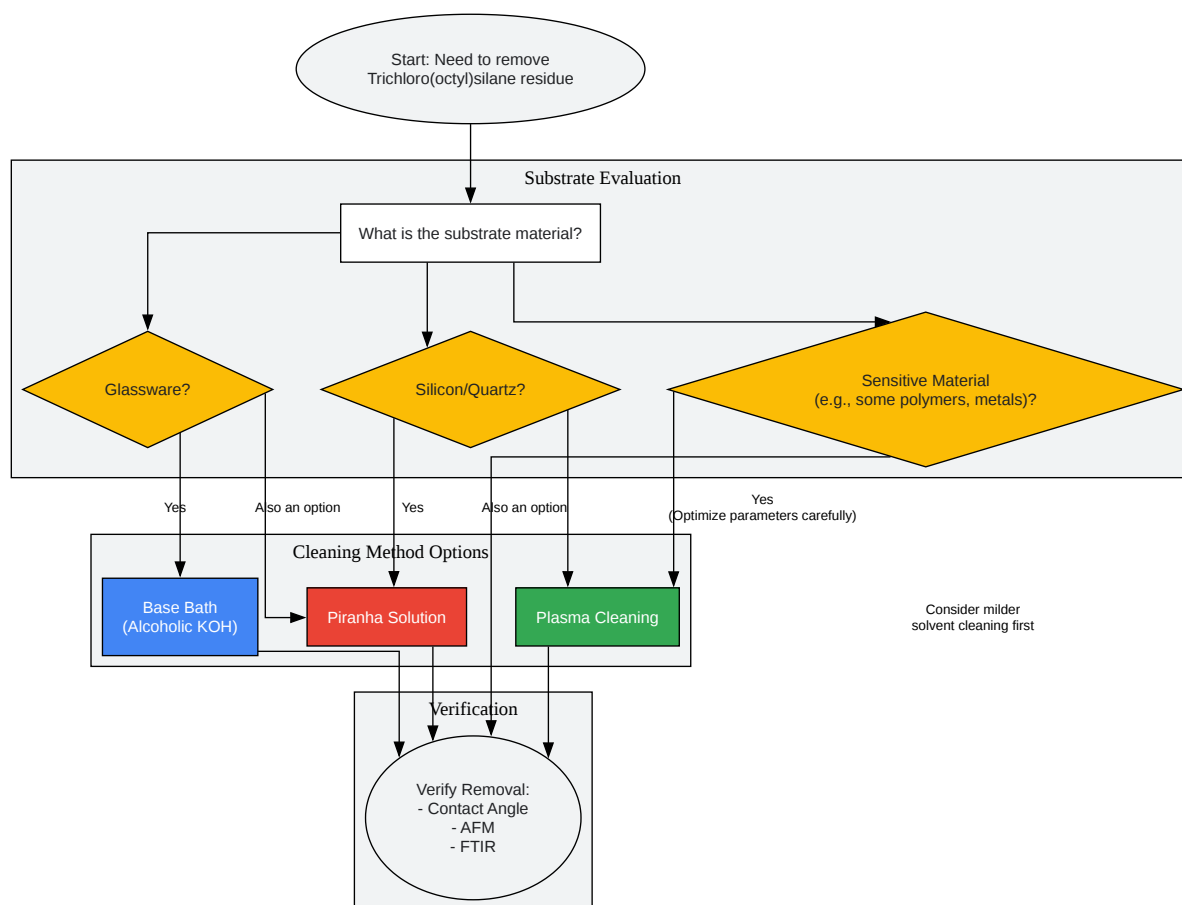 Start: Need to remove
Trichloro(octyl)silane residue
Substrate Evaluation
What is the substrate material?
Glassware?
Silicon/Quartz?
Sensitive Material
(e.g., some polymers, metals)?
Yes
Also an option
Yes
Also an option
Yes
(Optimize parameters carefully)
Cleaning Method Options
Base Bath
(Alcoholic KOH)
Piranha Solution
Plasma Cleaning
Consider milder
solvent cleaning first
Verification
Verify Removal:
- Contact Angle
- AFM
- FTIR